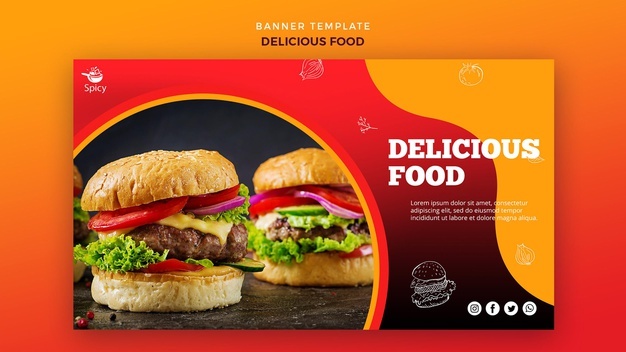 BANNER TEMPLATE
DELICIOUS FOOD
Spicy
DELICIOUS
FOOD
Lorem ipsum dolor sit amet, consectetur
adipiscing elit, sed do eiusmod tempor
incididunt ut labore et dolore magna aliqua.